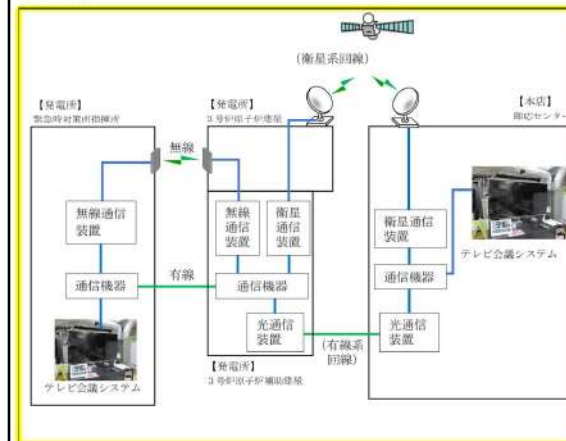 (衛星系回線)
【発電所】
緊急時対策所指揮所
【発電所】
3号炉原子炉建屋
【本店】
即応センター
無線
無線通信
装置
無線
通信
装置
衛星
通信
装置
衛星通信
装置
テレビ会議システム
通信機器
有線
通信機器
通信機器
光通信
装置
(有線系
回線)
光通信
装置
テレビ会議システム
【発電所】
3号炉原子炉補助建屋